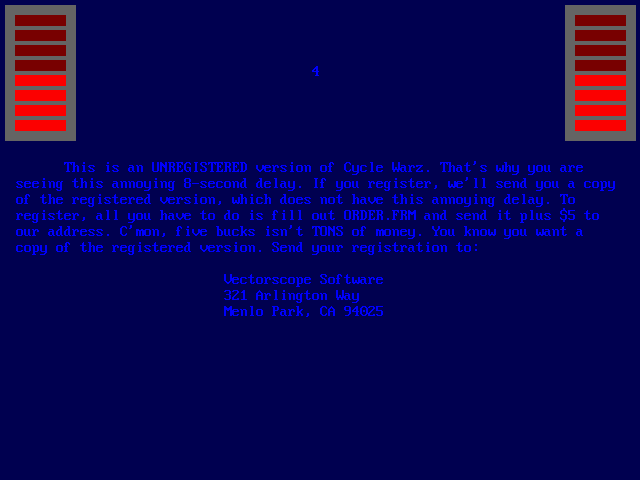 4
This is an UNREGISTERED version of Cycle Warz. That's why you are
seeing this annoying 8-second delay. If you register, we'll send you a copy
of the registered version, which does not have this annoying delay. To
register, all you have to do is fill out ORDER.FRM and send it plus $5 to
our address. C'mon, five bucks isn't TONS of money. You know you want a
copy of the registered version. Send your registration to:
Vectorscope Software
321 Arlington Way
Menlo Park, CA 94025